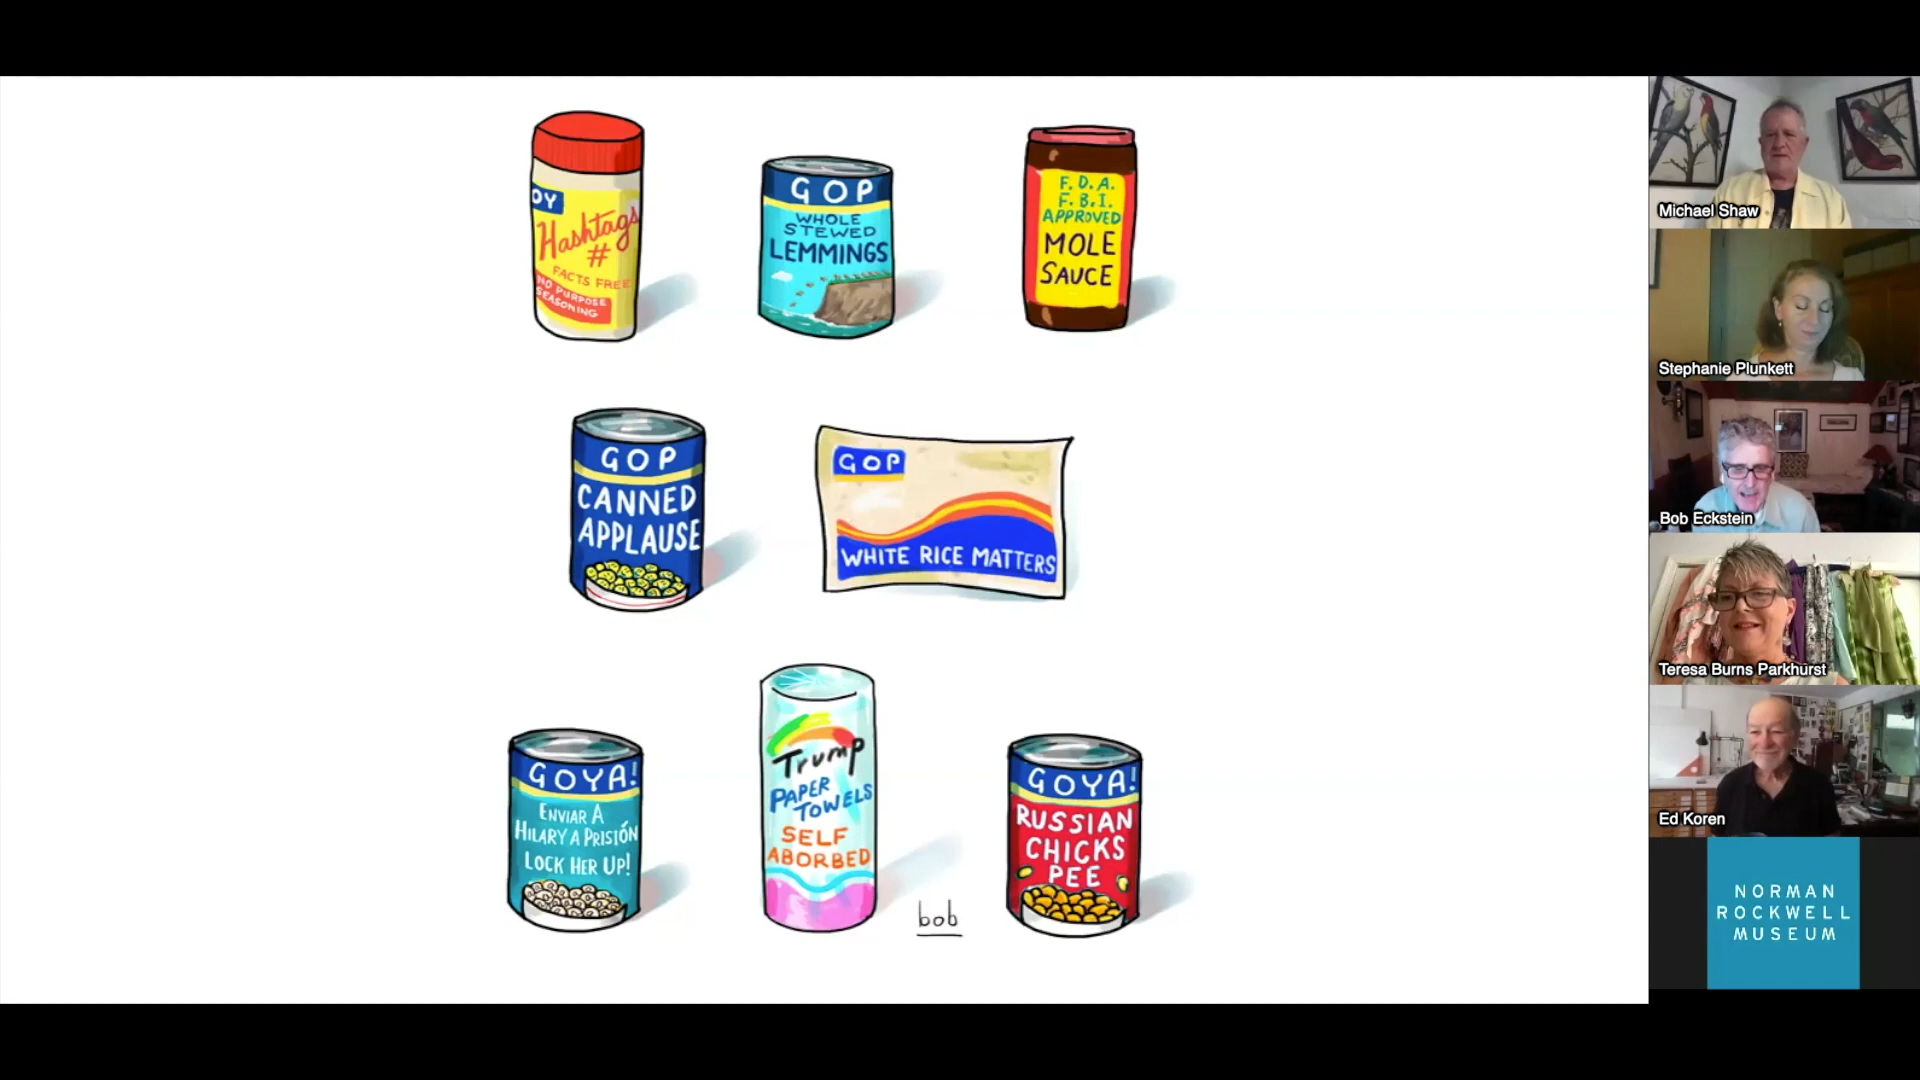 OY
Hashtags
#
FACTS FREE
NO PURPOSE
SEASONING
GOP
WHOLE
STEWED
LEMMINGS
F.D.A.
F.B.I.
APPROVED
MOLE
SAUCE
GOP
CANNED
APPLAUSE
GOP
WHITE RICE MATTERS
GOYA!
ENVIAR A
HILARY A PRISIÓN
LOCK HER UP!
Trump
PAPER
TOWELS
SELF
ABORBED
bob
GOYA!
RUSSIAN
CHICKS
PEE
Michael Shaw
Stephanie Plunkett
Bob Eckstein
Teresa Burns Parkhurst
Ed Koren
NORMAN
ROCKWELL
MUSEUM